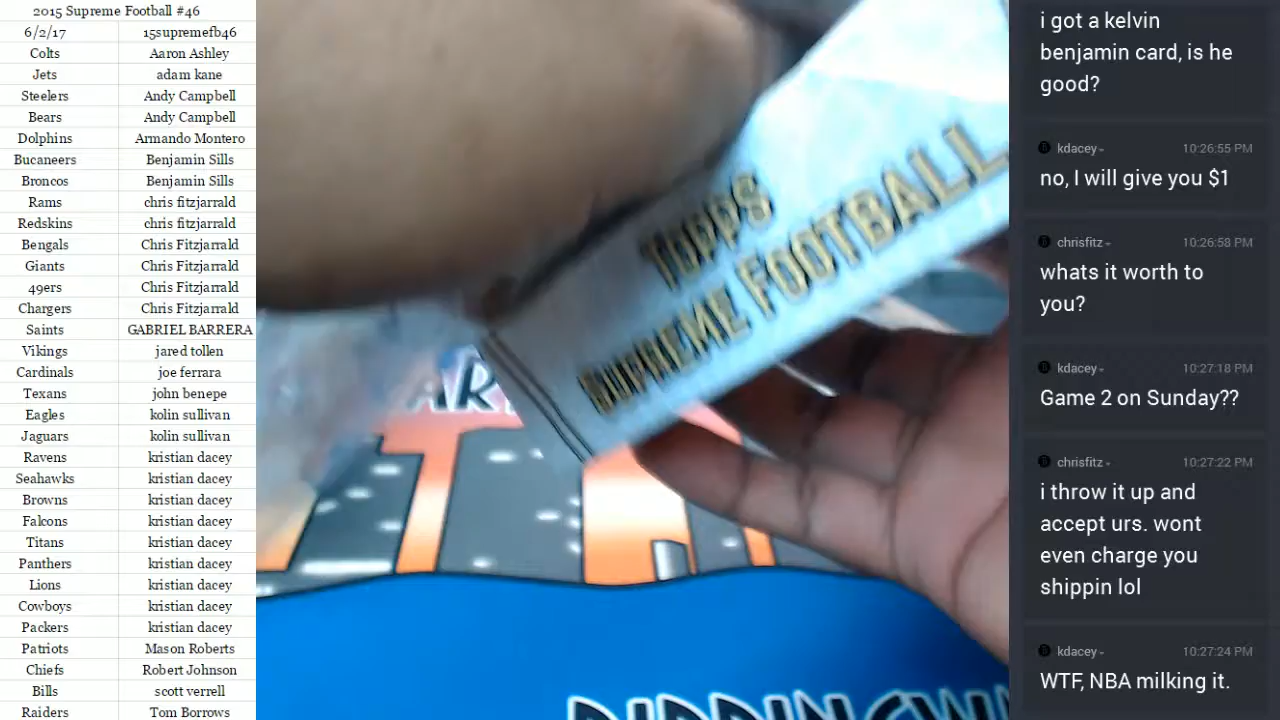 2015 Supreme Football #46
6/2/17 15supremefb46
Colts Aaron Ashley
Jets adam kane
Steelers Andy Campbell
Bears Andy Campbell
Dolphins Armando Montero
Bucaneers Benjamin Sills
Broncos Benjamin Sills
Rams chris fitzjarrald
Redskins chris fitzjarrald
Bengals Chris Fitzjarrald
Giants Chris Fitzjarrald
49ers Chris Fitzjarrald
Chargers Chris Fitzjarrald
Saints GABRIEL BARRERA
Vikings jared tollen
Cardinals joe ferrara
Texans john benepe
Eagles kolin sullivan
Jaguars kolin sullivan
Ravens kristian dacey
Seahawks kristian dacey
Browns kristian dacey
Falcons kristian dacey
Titans kristian dacey
Panthers kristian dacey
Lions kristian dacey
Cowboys kristian dacey
Packers kristian dacey
Patriots Mason Roberts
Chiefs Robert Johnson
Bills scott verrell
Raiders Tom Borrows
TOPPS
SUPREME FOOTBALL
i got a kelvin
benjamin card, is he
good?
kdacey 10:26:55 PM
no, I will give you $1
chrisfitz 10:26:58 PM
whats it worth to
you?
kdacey 10:27:18 PM
Game 2 on Sunday??
chrisfitz 10:27:22 PM
i throw it up and
accept urs. wont
even charge you
shippin lol
kdacey 10:27:24 PM
WTF, NBA milking it.